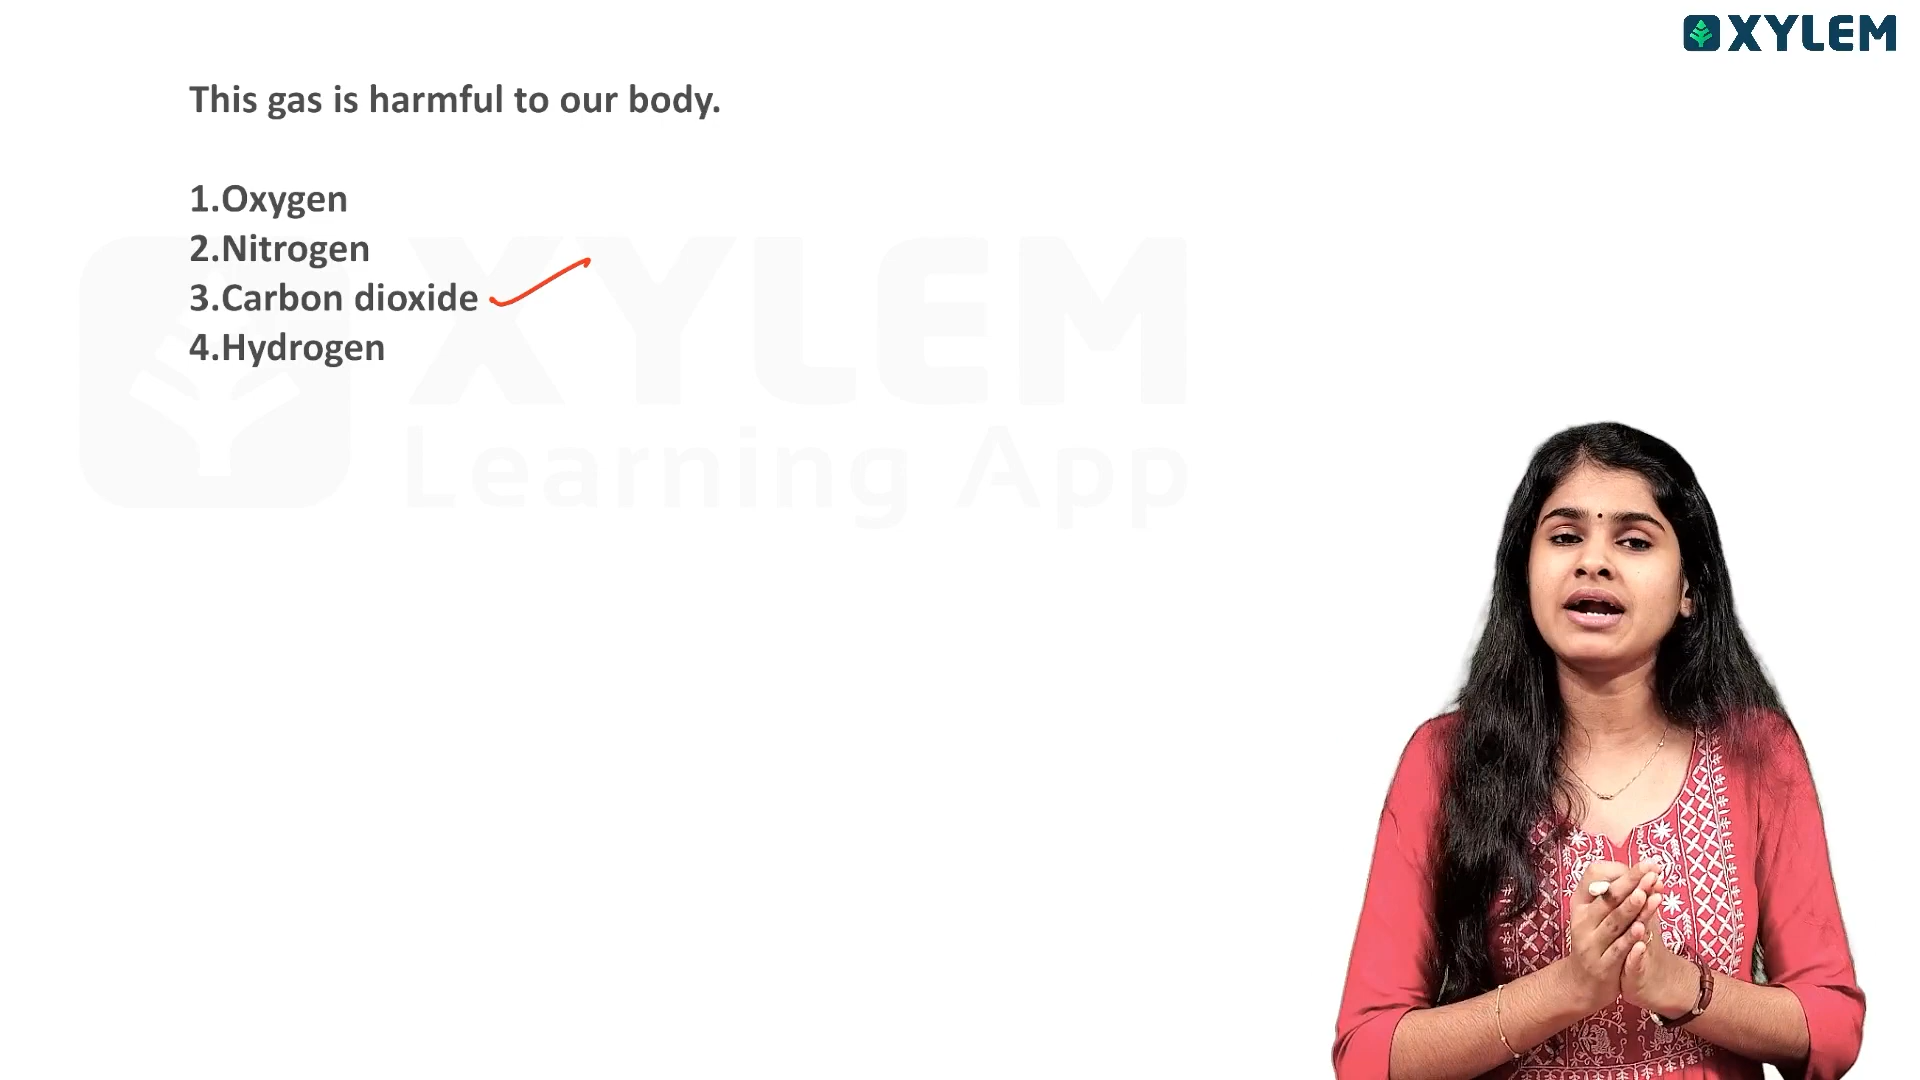 XYLEM
This gas is harmful to our body.
1.Oxygen
2.Nitrogen
3.Carbon dioxide
4.Hydrogen
XYLEM
Learning App